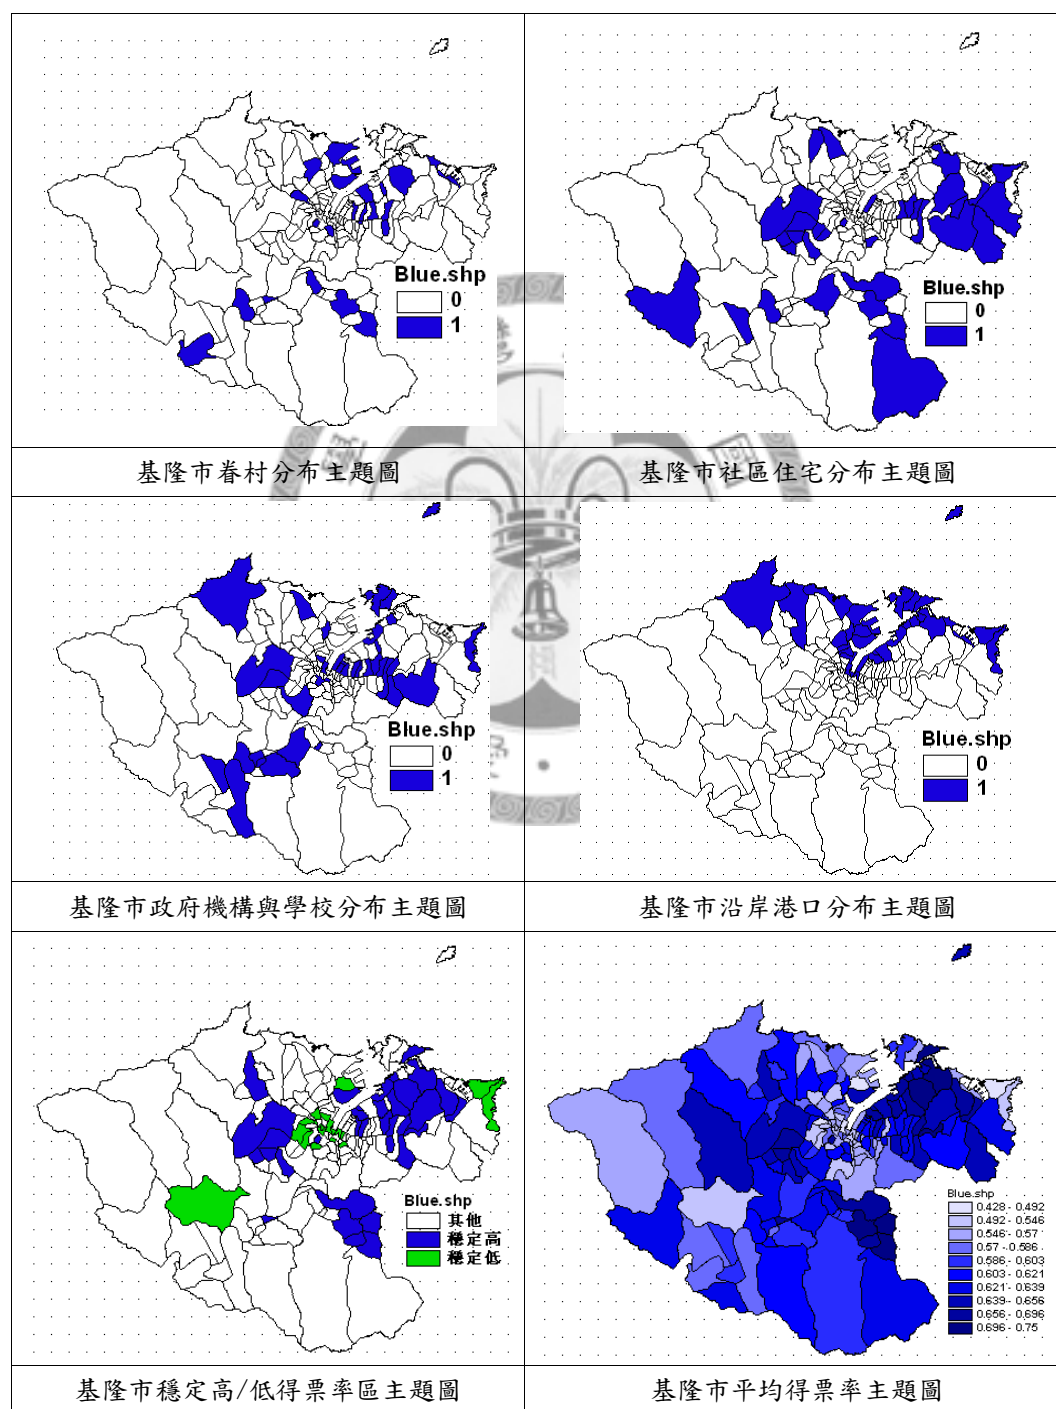 Blue.shp
0
1
Blue.shp
0
1
基隆市眷村分布主題圖
基隆市社區住宅分布主題圖
Blue.shp
0
1
Blue.shp
0
1
基隆市政府機構與學校分布主題圖
基隆市沿岸港口分布主題圖
Blue.shp
其他
穩定高
穩定低
Blue.shp
0.428 - 0.492
0.492 - 0.546
0.546 - 0.57
0.57 - 0.586
0.586 - 0.603
0.603 - 0.621
0.621 - 0.639
0.639 - 0.656
0.656 - 0.696
0.696 - 0.75
基隆市穩定高/低得票率區主題圖
基隆市平均得票率主題圖